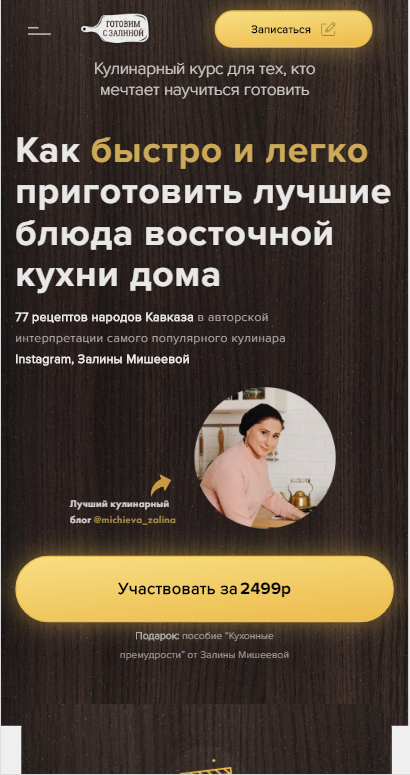 ГОТОВИМ
С ЗАЛИНОЙ
Записаться
Кулинарный курс для тех, кто
мечтает научиться готовить
Как быстро и легко
приготовить лучшие
блюда восточной
кухни дома
77 рецептов народов Кавказа в авторской
интерпретации самого популярного кулинара
Instagram, Залины Мишеевой
Лучший кулинарный
блог @michieva_zalina
Участвовать за 2499р
Подарок: пособие “Кухонные
премудрости” от Залины Мишеевой